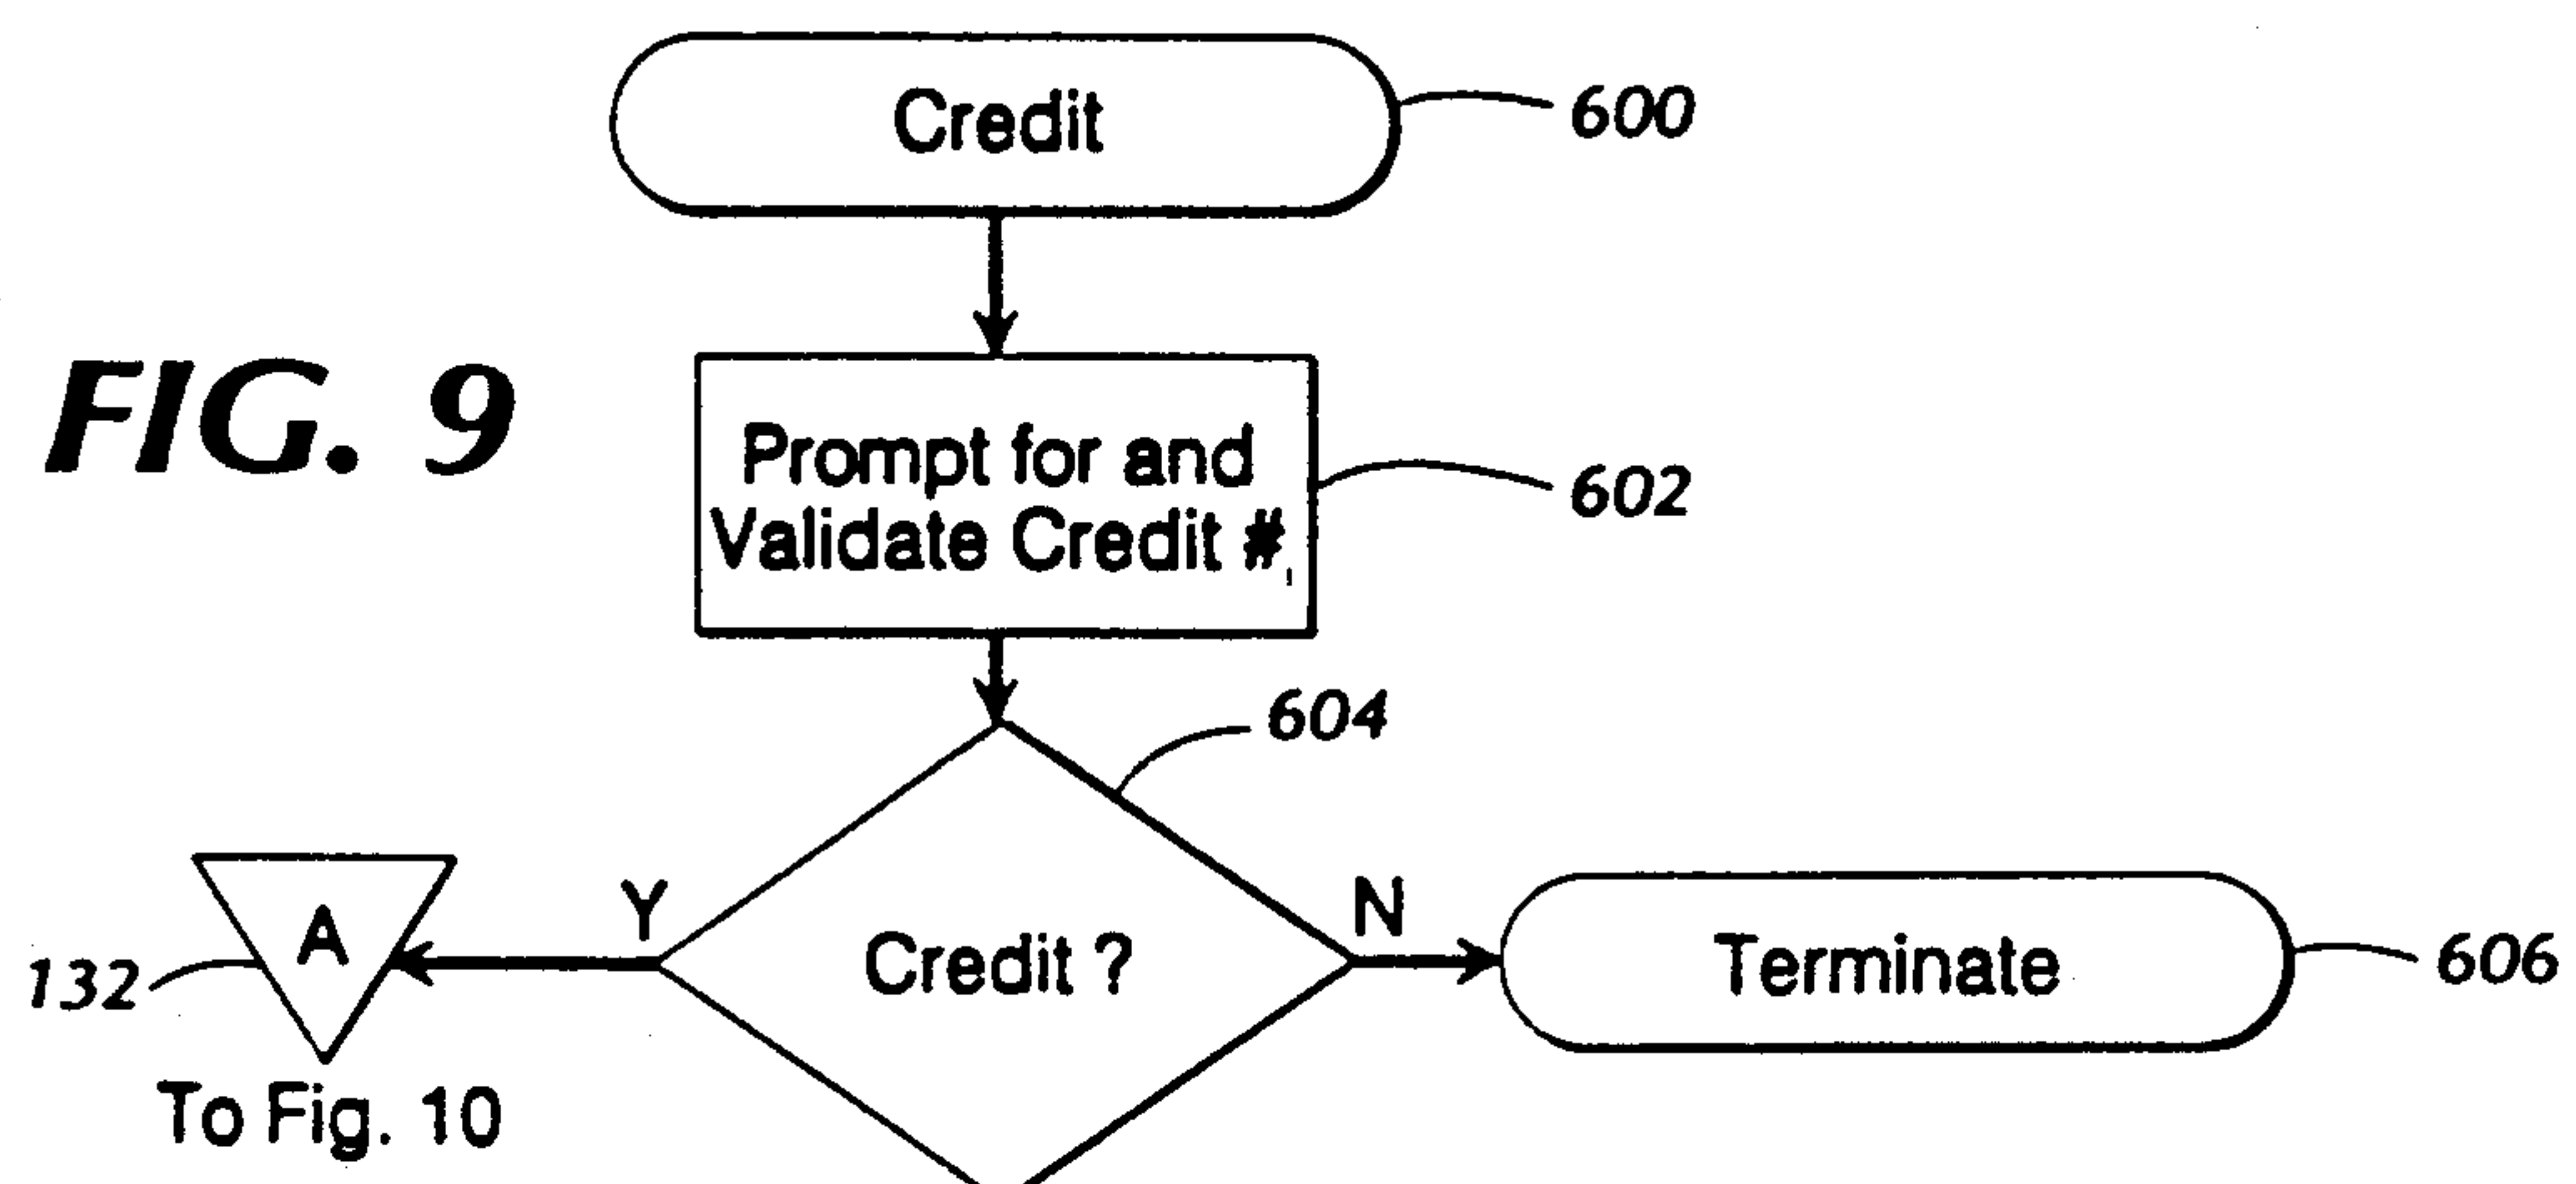 Credit
600
FIG. 9
Prompt for and
Validate Credit #
602
604
Y
N
A
Credit ?
Terminate
606
132
To Fig. 10